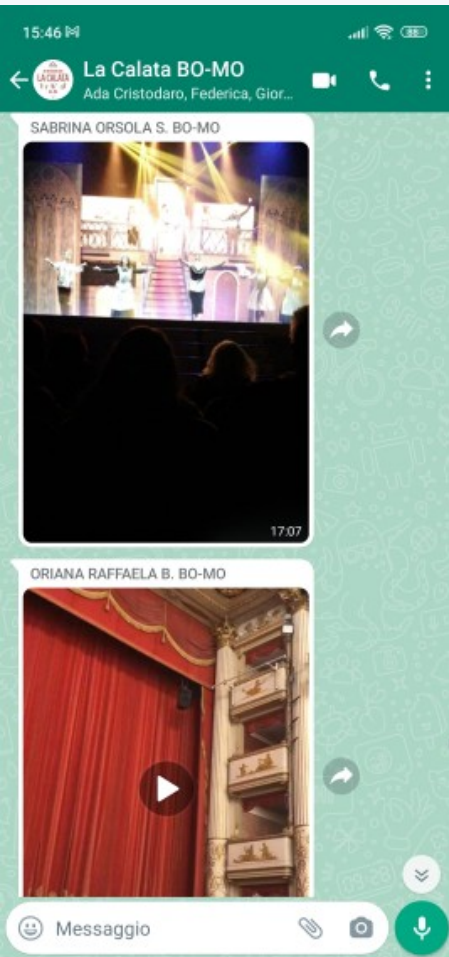 15:46
88
La Calata BO-MO
Ada Cristodaro, Federica, Gior...
SABRINA ORSOLA S. BO-MO
17:07
ORIANA RAFFAELA B. BO-MO
Messaggio